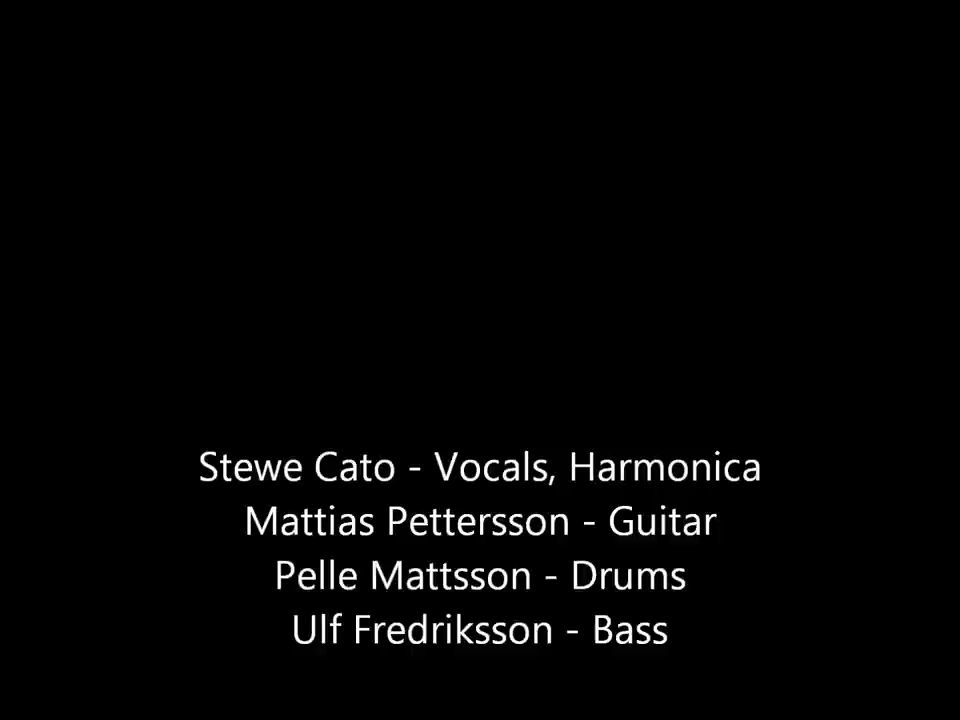 Stewe Cato - Vocals, Harmonica
Mattias Pettersson - Guitar
Pelle Mattsson - Drums
Ulf Fredriksson - Bass